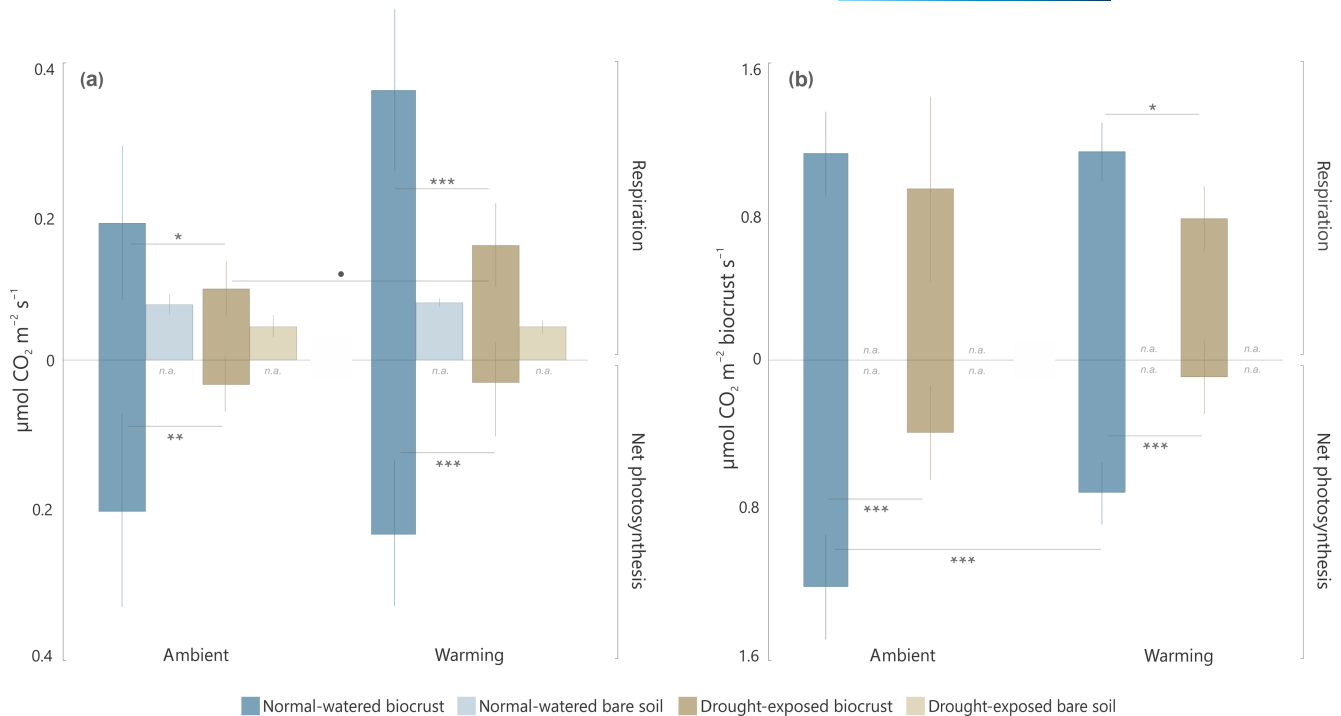 (a)
0.4
0.2
0
0.2
0.4
µmol CO₂ m⁻² s⁻¹
*
***
•
n.a.
n.a.
n.a.
n.a.
**
***
Ambient
Warming
Respiration
Net photosynthesis
(b)
1.6
0.8
0
0.8
1.6
µmol CO₂ m⁻² biocrust s⁻¹
*
n.a.
n.a.
n.a.
n.a.
n.a.
n.a.
n.a.
n.a.
***
***
***
Ambient
Warming
Respiration
Net photosynthesis
Normal-watered biocrust
Normal-watered bare soil
Drought-exposed biocrust
Drought-exposed bare soil